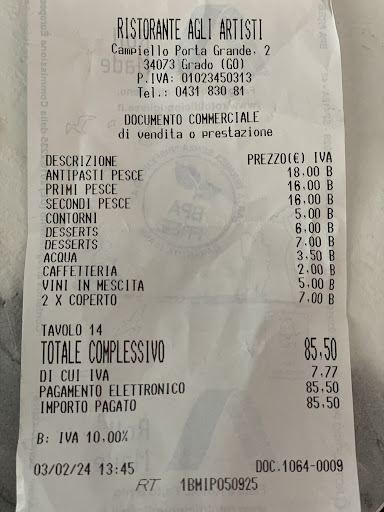 RISTORANTE AGLI ARTISTI
Campiello Porta Grande, 2
34073 Grado (GO)
P.IVA: 01023450313
Tel.: 0431 830 81
DOCUMENTO COMMERCIALE
di vendita o prestazione
DESCRIZIONE PREZZO(€) IVA
ANTIPASTI PESCE 18,00 B
PRIMI PESCE 16,00 B
SECONDI PESCE 16,00 B
CONTORNI 5,00 B
DESSERTS 6,00 B
DESSERTS 7,00 B
ACQUA 3,50 B
CAFFETTERIA 2,00 B
VINI IN MESCITA 5,00 B
2 X COPERTO 7,00 B
TAVOLO 14
TOTALE COMPLESSIVO 85,50
DI CUI IVA 7,77
PAGAMENTO ELETTRONICO 85,50
IMPORTO PAGATO 85,50
B: IVA 10,00%
03/02/24 13:45 DOC.1064-0009
RT 1BMIP050925